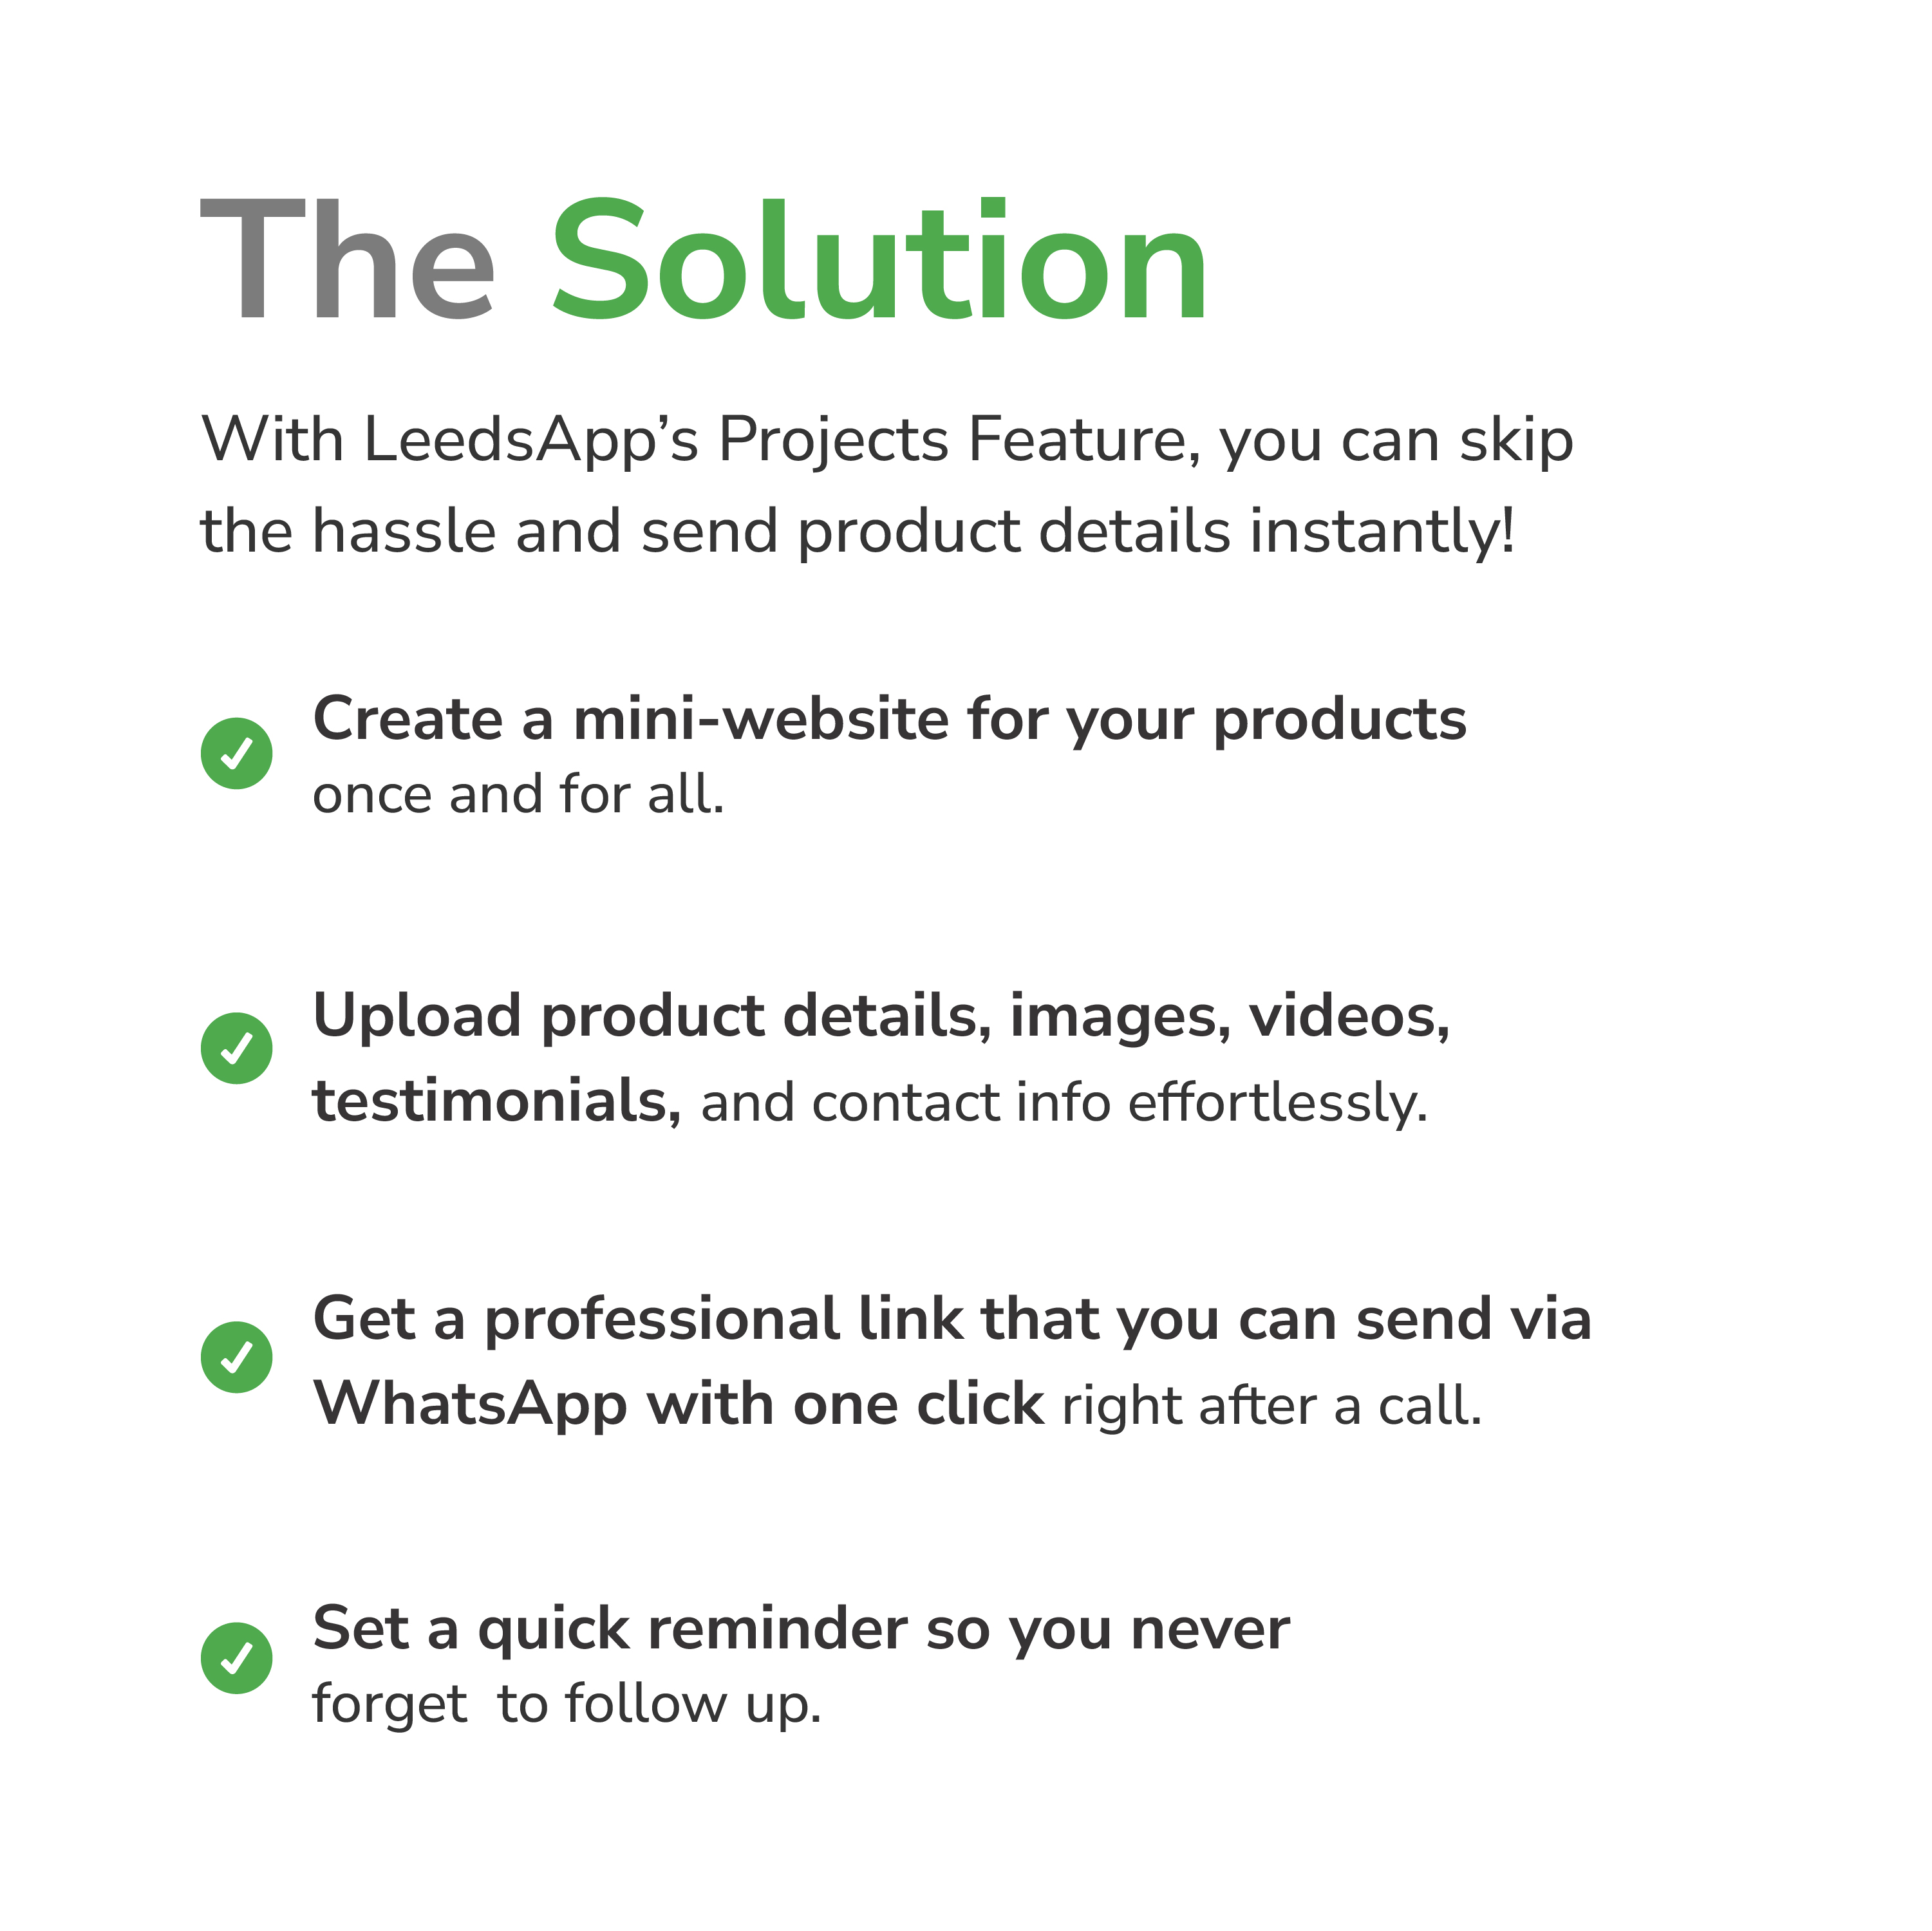 The Solution
With LeedsApp’s Projects Feature, you can skip
the hassle and send product details instantly!
Create a mini-website for your products
once and for all.
Upload product details, images, videos,
testimonials, and contact info effortlessly.
Get a professional link that you can send via
WhatsApp with one click right after a call.
Set a quick reminder so you never
forget  to follow up.